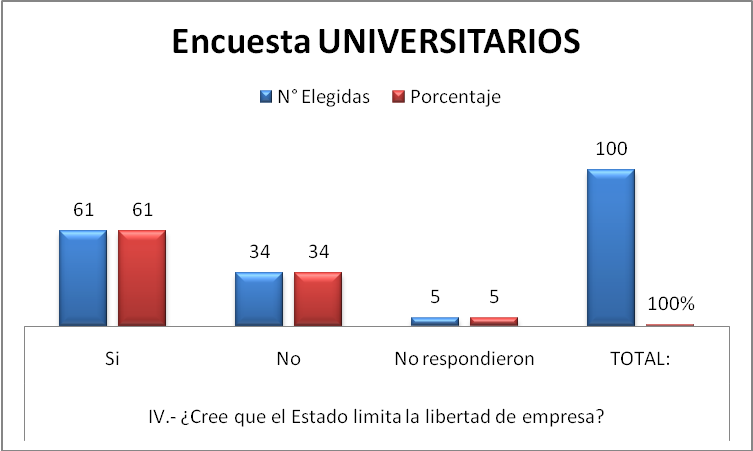 Encuesta UNIVERSITARIOS
N° Elegidas Porcentaje
61 61 34 34 5 5 100 100%
Si No No respondieron TOTAL:
IV.- ¿Cree que el Estado limita la libertad de empresa?